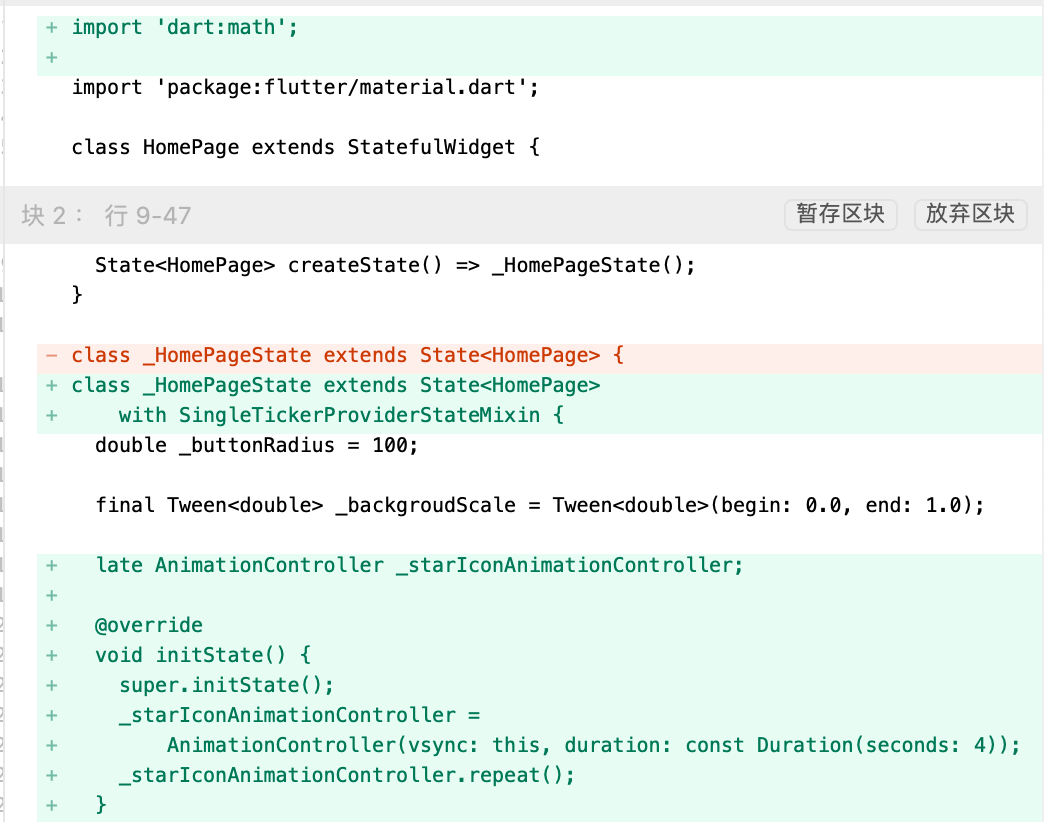 + import 'dart:math';
+
import 'package:flutter/material.dart';
class HomePage extends StatefulWidget {
块 2： 行 9-47 暂存区块 放弃区块
State<HomePage> createState() => _HomePageState();
}
- class _HomePageState extends State<HomePage> {
+ class _HomePageState extends State<HomePage>
+ with SingleTickerProviderStateMixin {
double _buttonRadius = 100;
final Tween<double> _backgroudScale = Tween<double>(begin: 0.0, end: 1.0);
+ late AnimationController _starIconAnimationController;
+
+ @override
+ void initState() {
+ super.initState();
+ _starIconAnimationController =
+ AnimationController(vsync: this, duration: const Duration(seconds: 4));
+ _starIconAnimationController.repeat();
+ }